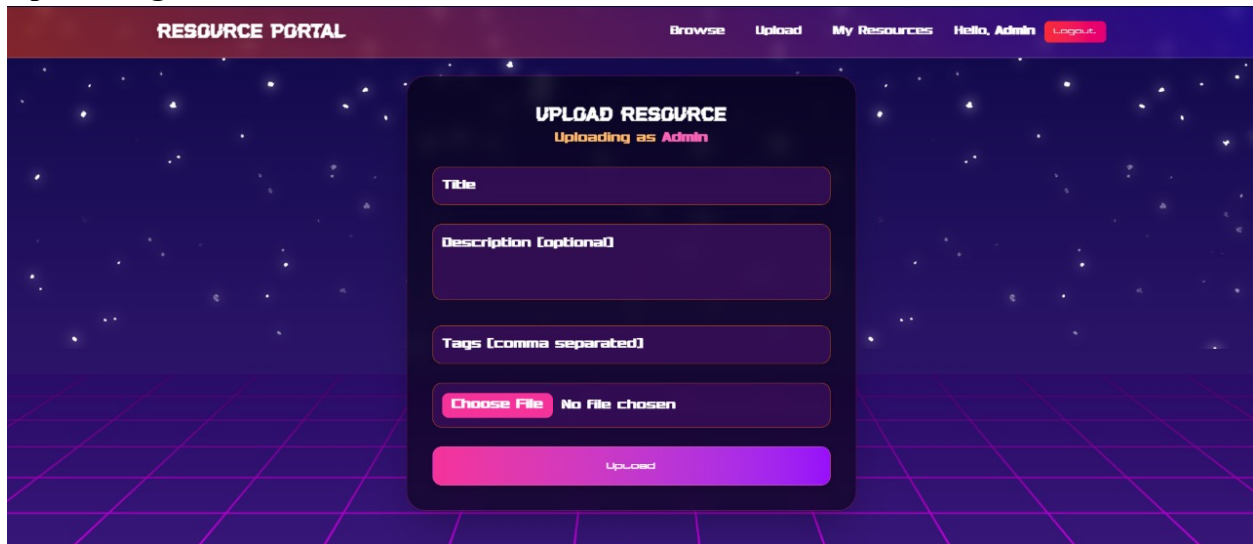 RESOURCE PORTAL
Browse Upload My Resources Hello, Admin Logout
UPLOAD RESOURCE
Uploading as Admin
Title
Description [optional]
Tags [comma separated]
Choose File No file chosen
Upload